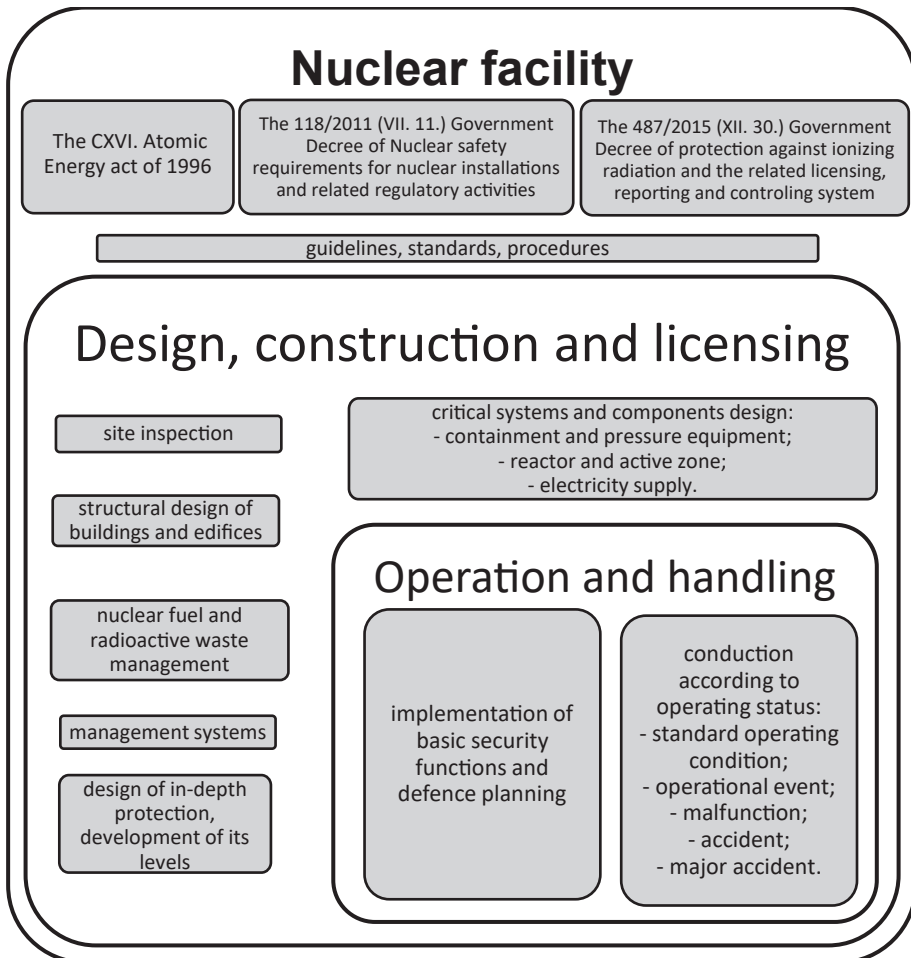 Nuclear facility
The CXVI. Atomic
Energy act of 1996
The 118/2011 (VII. 11.) Government
Decree of Nuclear safety
requirements for nuclear installations
and related regulatory activities
The 487/2015 (XII. 30.) Government
Decree of protection against ionizing
radiation and the related licensing,
reporting and controling system
guidelines, standards, procedures
Design, construction and licensing
site inspection
structural design of
buildings and edifices
nuclear fuel and
radioactive waste
management
management systems
design of in-depth
protection,
development of its
levels
critical systems and components design:
- containment and pressure equipment;
- reactor and active zone;
- electricity supply.
Operation and handling
implementation of
basic security
functions and
defence planning
conduction
according to
operating status:
- standard operating
condition;
- operational event;
- malfunction;
- accident;
- major accident.